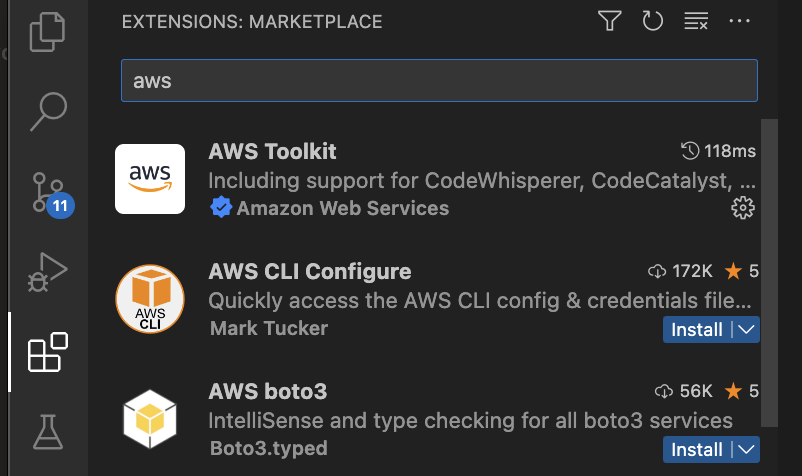 EXTENSIONS: MARKETPLACE
aws
aws
AWS Toolkit 118ms
Including support for CodeWhisperer, CodeCatalyst, ...
Amazon Web Services
11
AWS CLI Configure 172K 5
Quickly access the AWS CLI config & credentials file...
AWS
CLI
Mark Tucker Install
AWS boto3 56K 5
IntelliSense and type checking for all boto3 services
Boto3.typed Install